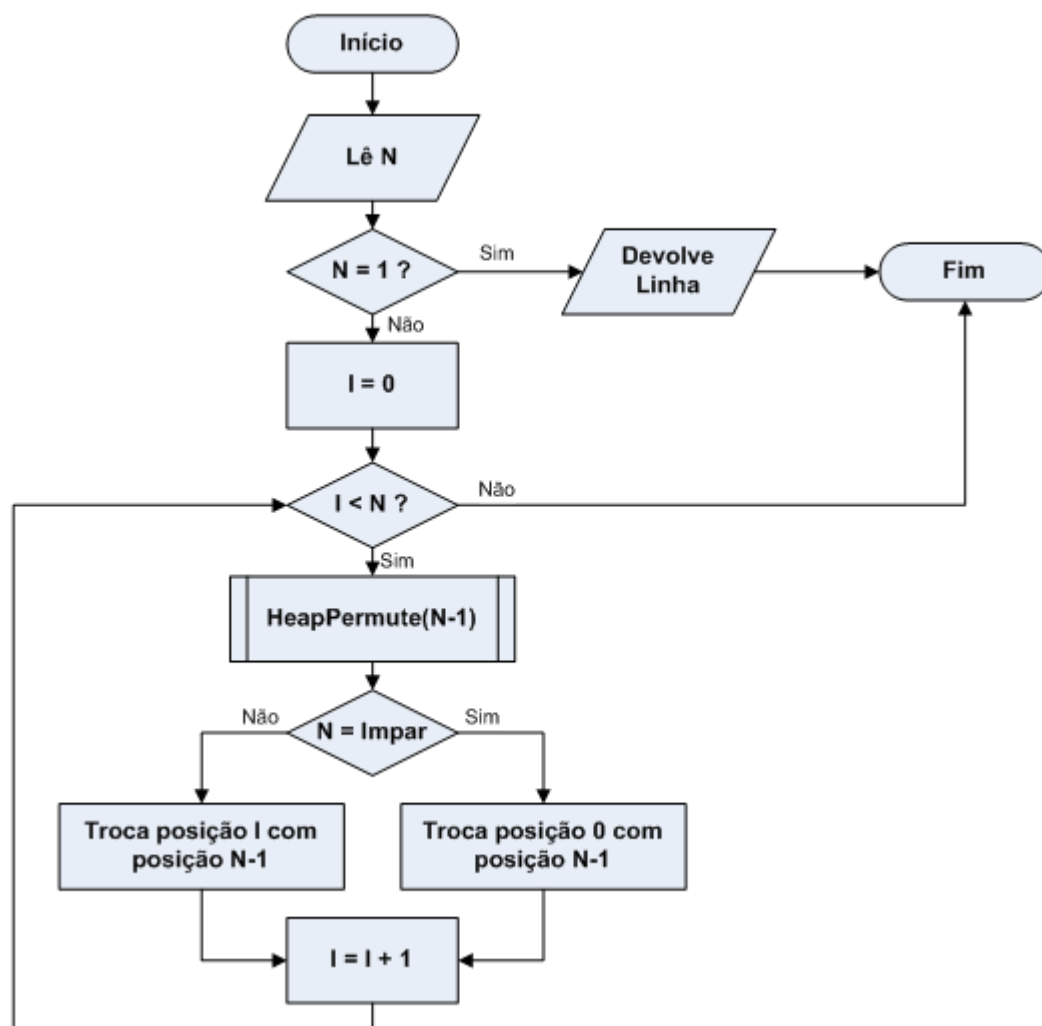 Início
Lê N
N = 1 ?
Sim
Devolve
Linha
Fim
Não
I = 0
I < N ?
Não
Sim
HeapPermute(N-1)
Não
N = Impar
Sim
Troca posição I com
posição N-1
Troca posição 0 com
posição N-1
I = I + 1